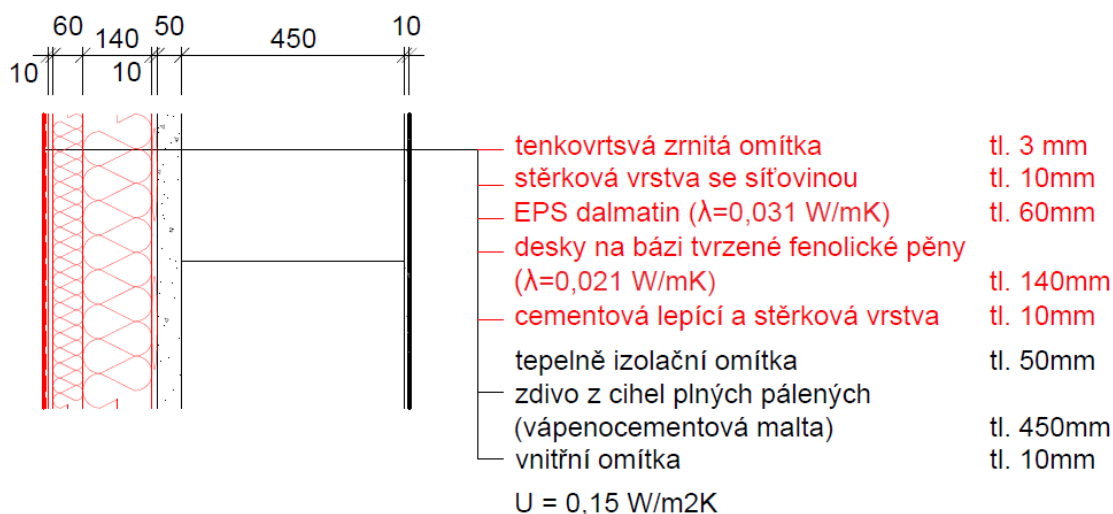 60 50
140 450 10
10 10
tenkovrtsvá zrnitá omítka tl. 3 mm
stěrková vrstva se síťovinou tl. 10mm
EPS dalmatin (λ=0,031 W/mK) tl. 60mm
desky na bázi tvrzené fenolické pěny
(λ=0,021 W/mK) tl. 140mm
cementová lepící a stěrková vrstva tl. 10mm
tepelně izolační omítka tl. 50mm
zdivo z cihel plných pálených
(vápenocementová malta) tl. 450mm
vnitřní omítka tl. 10mm
U = 0,15 W/m2K